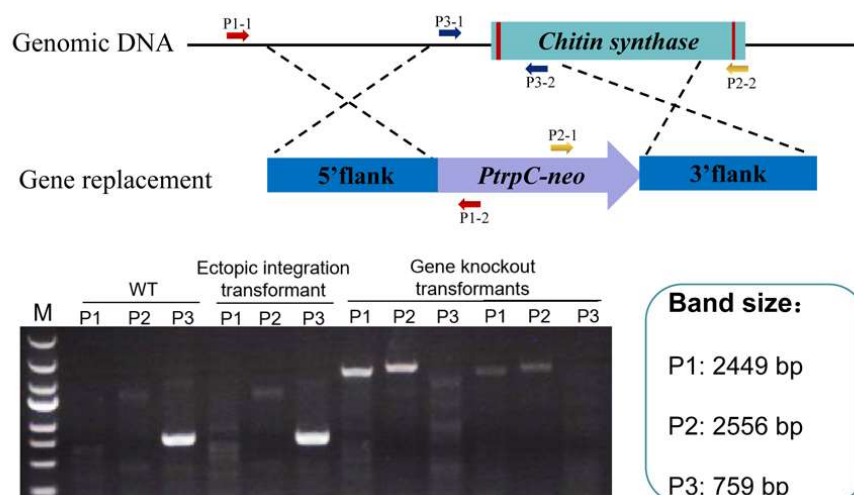 P1-1
P3-1
Genomic DNA
Chitin synthase
P3-2
P2-2
P2-1
Gene replacement
5’flank
PtrpC-neo
3’flank
P1-2
Ectopic integration
transformant
Gene knockout
transformants
WT
M
P1 P2 P3 P1 P2 P3 P1 P2 P3 P1 P2 P3
Band size:
P1: 2449 bp
P2: 2556 bp
P3: 759 bp